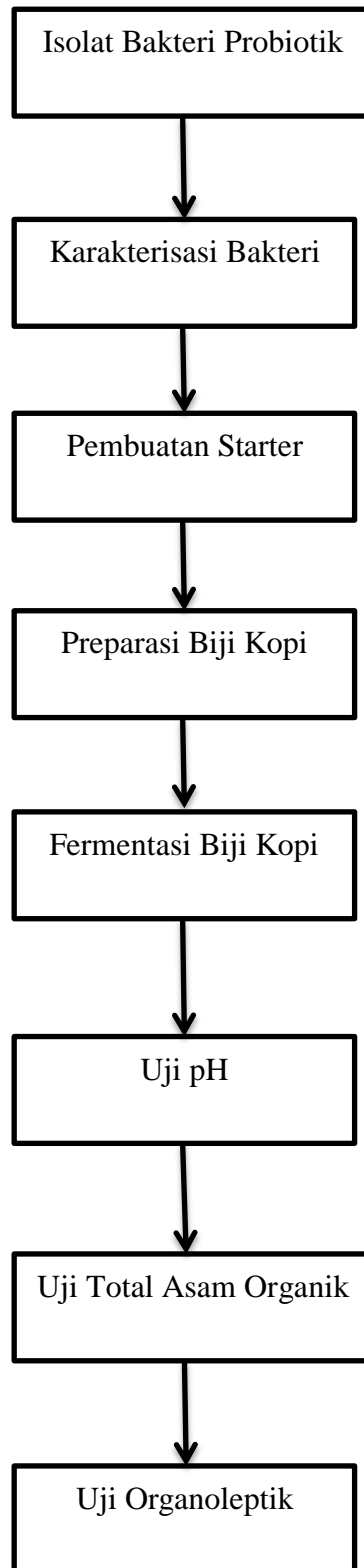 Isolat Bakteri Probiotik
Karakterisasi Bakteri
Pembuatan Starter
Preparasi Biji Kopi
Fermentasi Biji Kopi
Uji pH
Uji Total Asam Organik
Uji Organoleptik